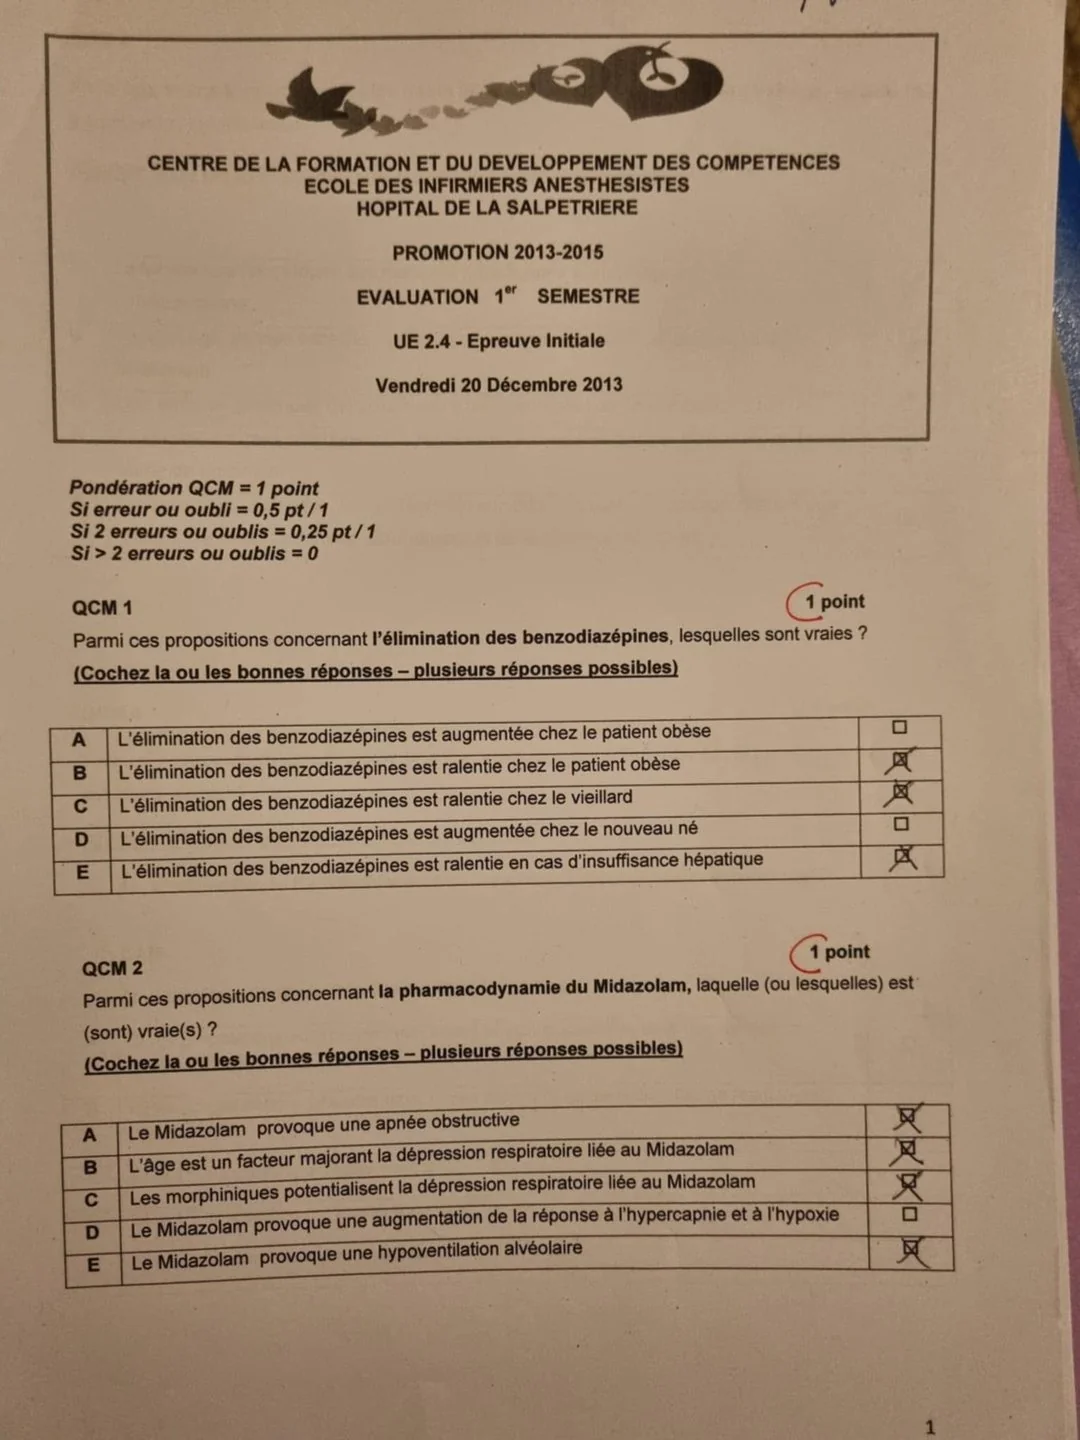 CENTRE DE LA FORMATION ET DU DEVELOPPEMENT DES COMPETENCES
ECOLE DES INFIRMIERS ANESTHESISTES
HOPITAL DE LA SALPETRIERE
PROMOTION 2013-2015
EVALUATION 1er SEMESTRE
UE 2.4 - Epreuve Initiale
Vendredi 20 Décembre 2013
Pondération QCM = 1 point
Si erreur ou oubli = 0,5 pt / 1
Si 2 erreurs ou oublis = 0,25 pt / 1
Si > 2 erreurs ou oublis = 0
QCM 1 1 point
Parmi ces propositions concernant l'élimination des benzodiazépines, lesquelles sont vraies ?
(Cochez la ou les bonnes réponses – plusieurs réponses possibles)
A L'élimination des benzodiazépines est augmentée chez le patient obèse ☐
B L'élimination des benzodiazépines est ralentie chez le patient obèse ☒
C L'élimination des benzodiazépines est ralentie chez le vieillard ☒
D L'élimination des benzodiazépines est augmentée chez le nouveau né ☐
E L'élimination des benzodiazépines est ralentie en cas d'insuffisance hépatique ☒
QCM 2 1 point
Parmi ces propositions concernant la pharmacodynamie du Midazolam, laquelle (ou lesquelles) est
(sont) vraie(s) ?
(Cochez la ou les bonnes réponses – plusieurs réponses possibles)
A Le Midazolam provoque une apnée obstructive ☒
B L'âge est un facteur majorant la dépression respiratoire liée au Midazolam ☒
C Les morphiniques potentialisent la dépression respiratoire liée au Midazolam ☒
D Le Midazolam provoque une augmentation de la réponse à l'hypercapnie et à l'hypoxie ☐
E Le Midazolam provoque une hypoventilation alvéolaire ☒
1